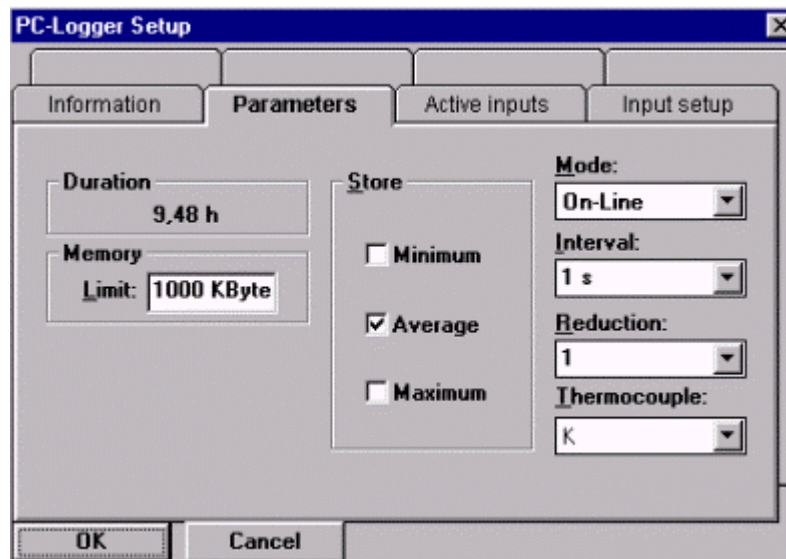 PC-Logger Setup
Information
Parameters
Active inputs
Input setup
Duration
9,48 h
Memory
Limit: 1000 KByte
Store
Minimum
Average
Maximum
Mode:
On-Line
Interval:
1 s
Reduction:
1
Thermocouple:
K
OK
Cancel